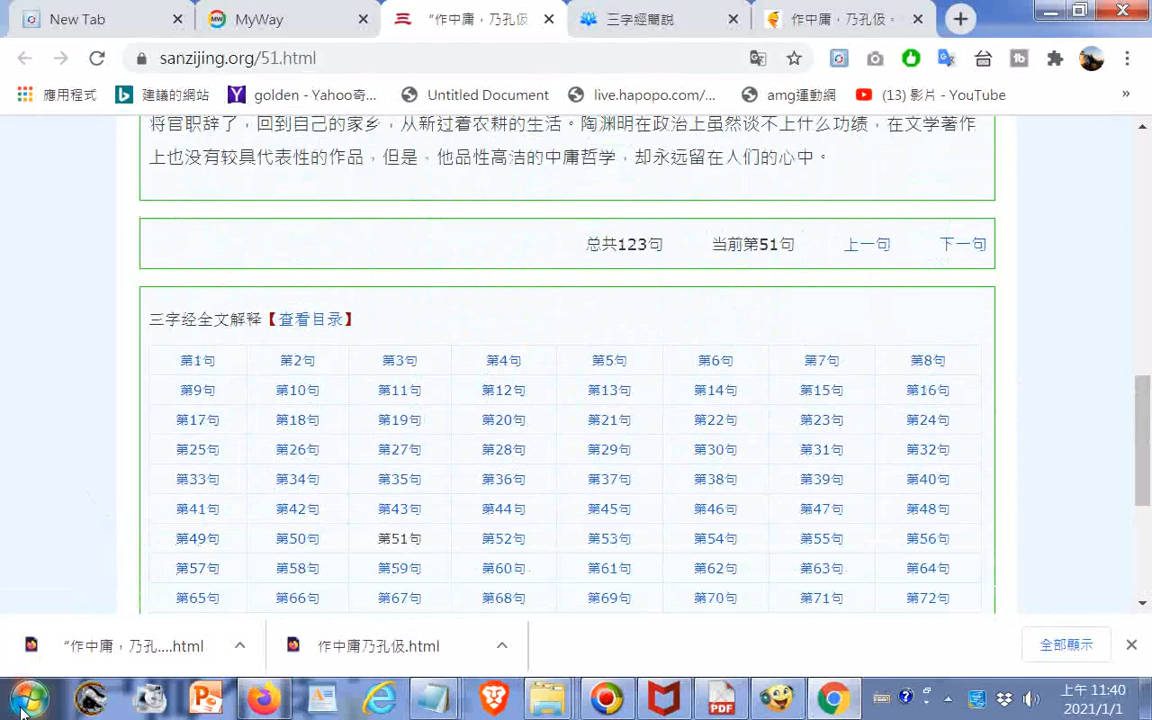 New Tab
MyWay
“作中庸，乃孔伋
三字經簡說
作中庸，乃孔伋。
sanzijing.org/51.html
應用程式
建議的網站
golden - Yahoo奇...
Untitled Document
live.hapopo.com/...
amg運動網
(13) 影片 - YouTube
»
将官职辞了，回到自己的家乡，从新过着农耕的生活。陶渊明在政治上虽然谈不上什么功绩，在文学著作
上也没有较具代表性的作品，但是，他品性高洁的中庸哲学，却永远留在人们的心中。
总共123句 当前第51句 上一句 下一句
三字经全文解释【查看目录】
第1句 第2句 第3句 第4句 第5句 第6句 第7句 第8句
第9句 第10句 第11句 第12句 第13句 第14句 第15句 第16句
第17句 第18句 第19句 第20句 第21句 第22句 第23句 第24句
第25句 第26句 第27句 第28句 第29句 第30句 第31句 第32句
第33句 第34句 第35句 第36句 第37句 第38句 第39句 第40句
第41句 第42句 第43句 第44句 第45句 第46句 第47句 第48句
第49句 第50句 第51句 第52句 第53句 第54句 第55句 第56句
第57句 第58句 第59句 第60句 第61句 第62句 第63句 第64句
第65句 第66句 第67句 第68句 第69句 第70句 第71句 第72句
“作中庸，乃孔....html
作中庸乃孔伋.html
全部顯示
上午 11:40
2021/1/1